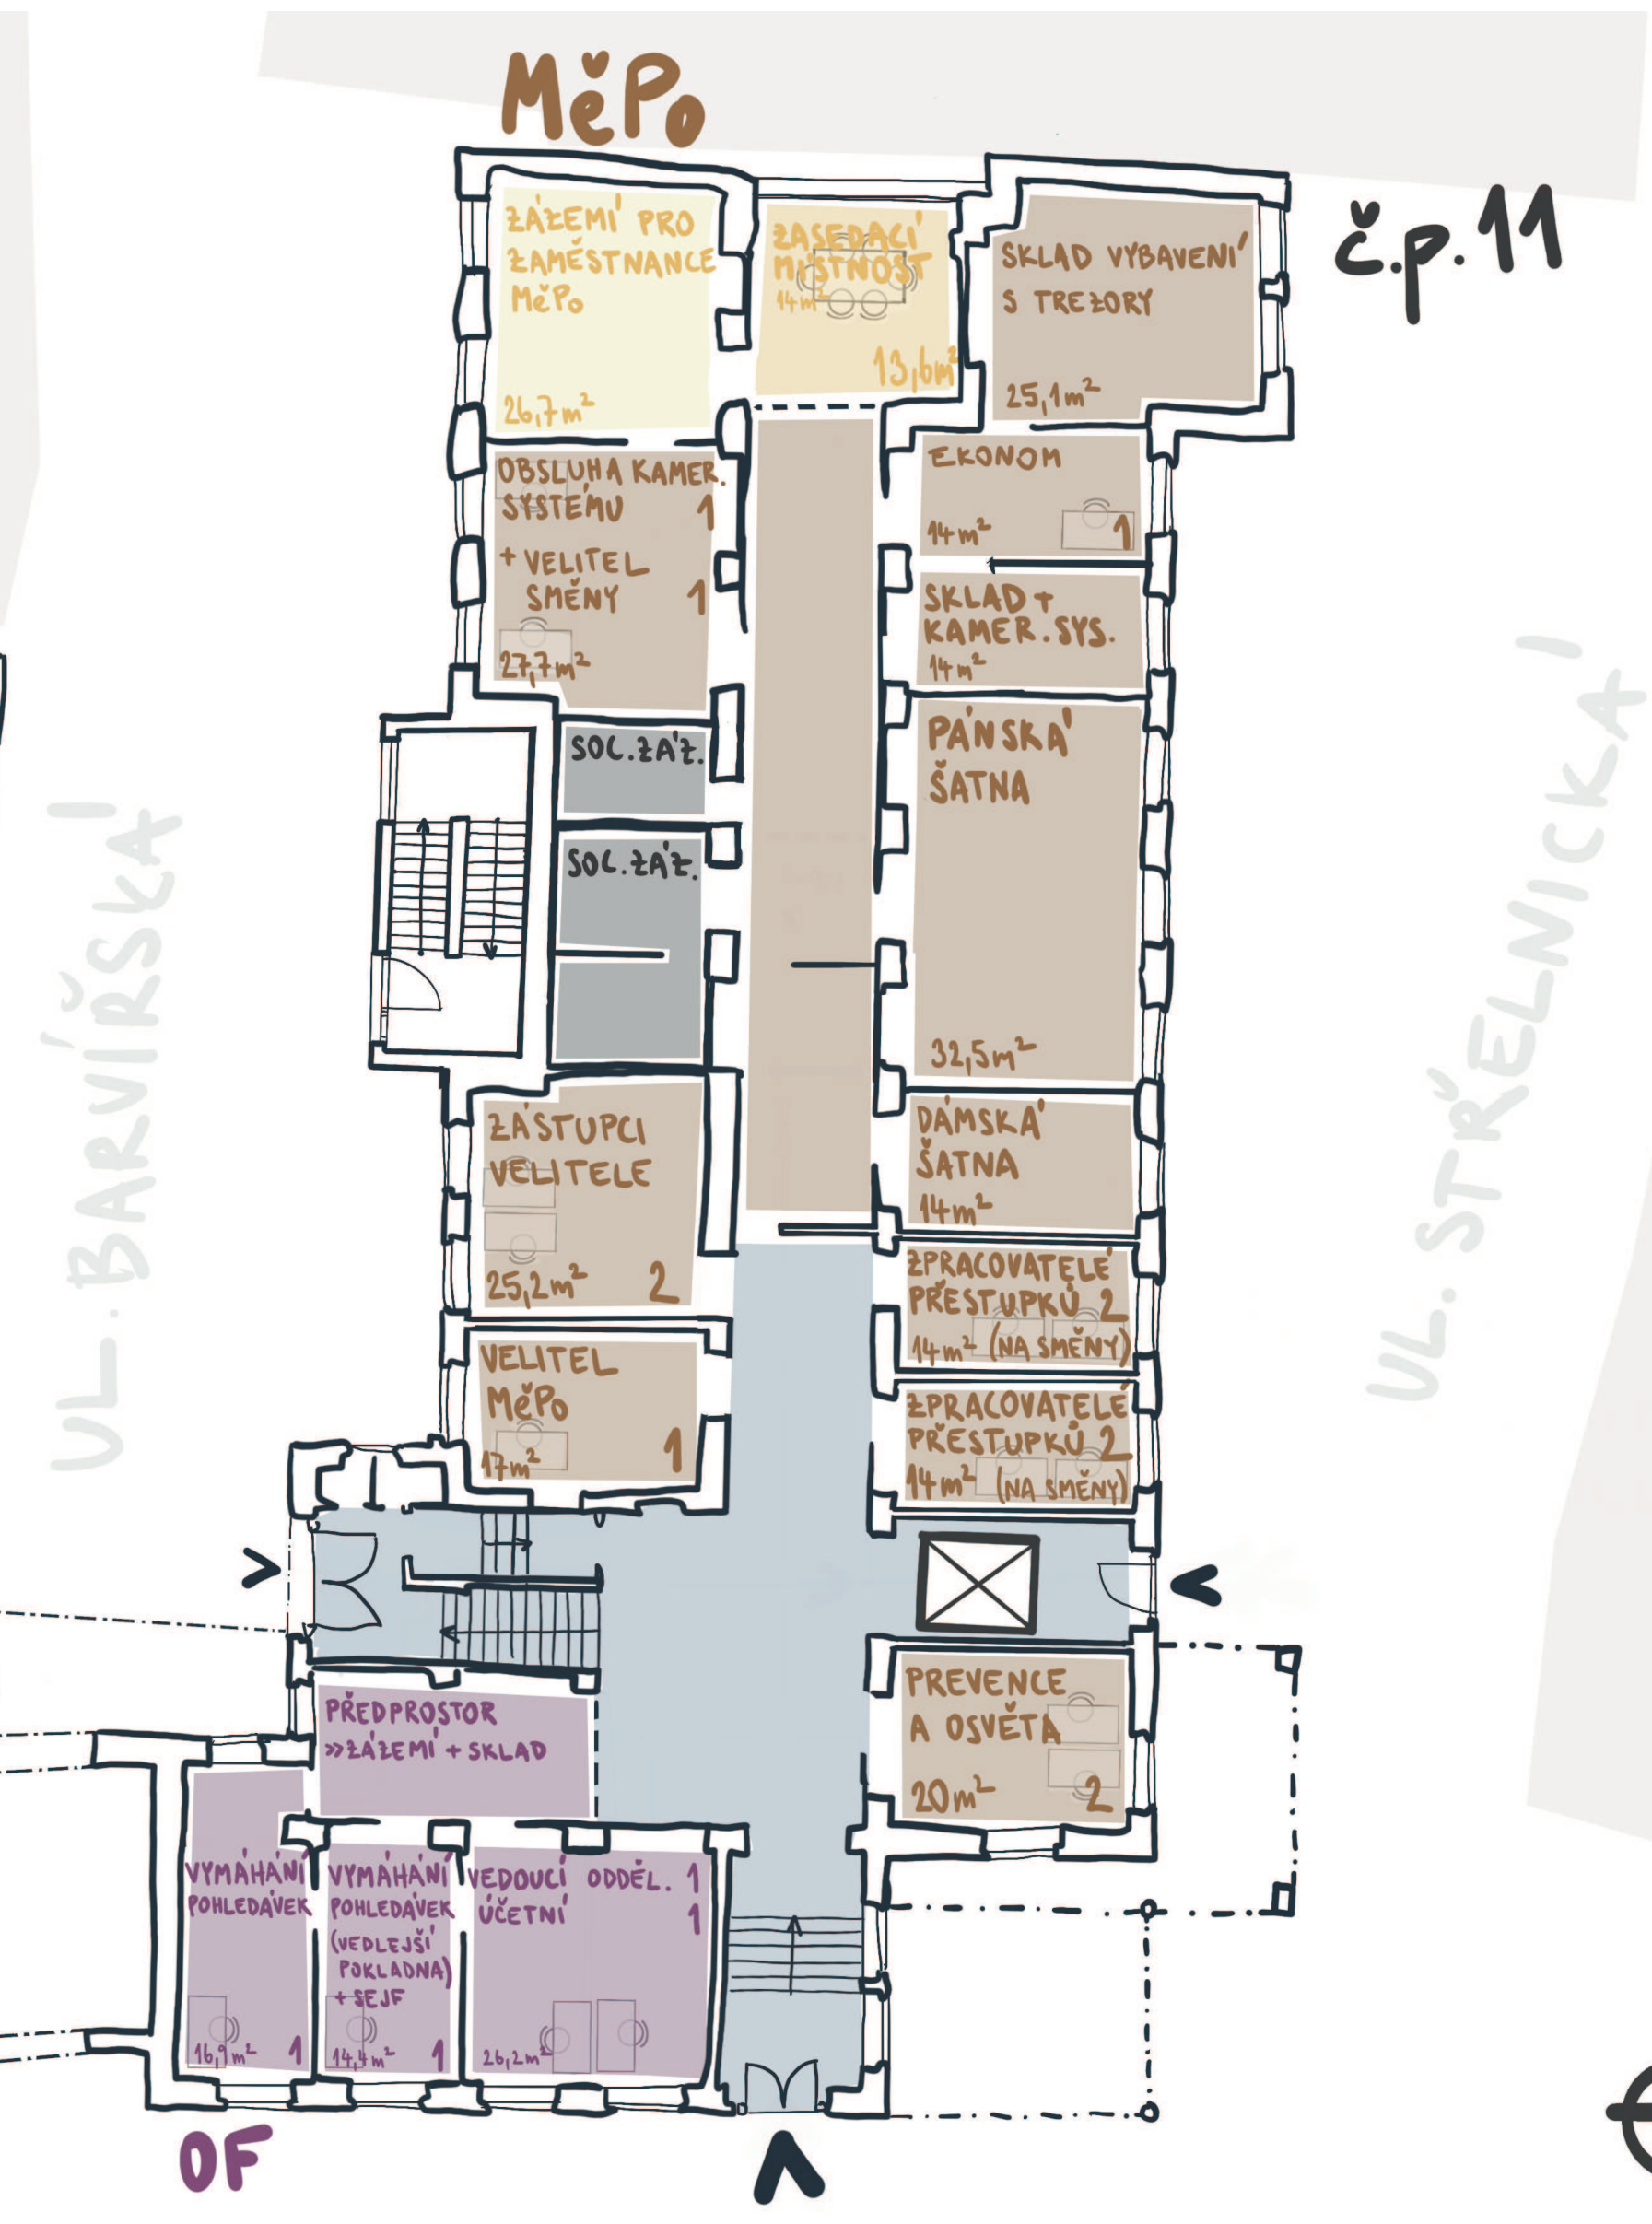 MěPo
č.p. 11
ZÁZEMÍ PRO
ZAMĚSTNANCE
MěPo
26,7m²
ZASEDACÍ
MÍSTNOST
14m²
13,6m²
SKLAD VYBAVENÍ
S TREZORY
25,1m²
OBSLUHA KAMER.
SYSTÉMU 1
+ VELITEL
SMĚNY 1
27,7m²
EKONOM
14m² 1
SKLAD +
KAMER. SYS.
14m²
SOC. ZÁZ.
SOC. ZÁZ.
PÁNSKÁ
ŠATNA
32,5m²
UL. BARVÍŘSKÁ
UL. STŘELNICKÁ
ZÁSTUPCI
VELITELE
25,2m² 2
DÁMSKÁ
ŠATNA
14m²
ZPRACOVATELÉ
PŘESTUPKŮ 2
14m² (NA SMĚNY)
VELITEL
MěPo
17m² 1
ZPRACOVATELÉ
PŘESTUPKŮ 2
14m² (NA SMĚNY)
PŘEDPROSTOR
»ZÁZEMÍ + SKLAD
PREVENCE
A OSVĚTA
20m² 2
VYMÁHÁNÍ
POHLEDÁVEK
16,9m² 1
VYMÁHÁNÍ
POHLEDÁVEK
(VEDLEJŠÍ
POKLADNA)
+ SEJF
14,4m² 1
VEDOUCÍ ODDĚL. 1
ÚČETNÍ 1
26,2m²
OF